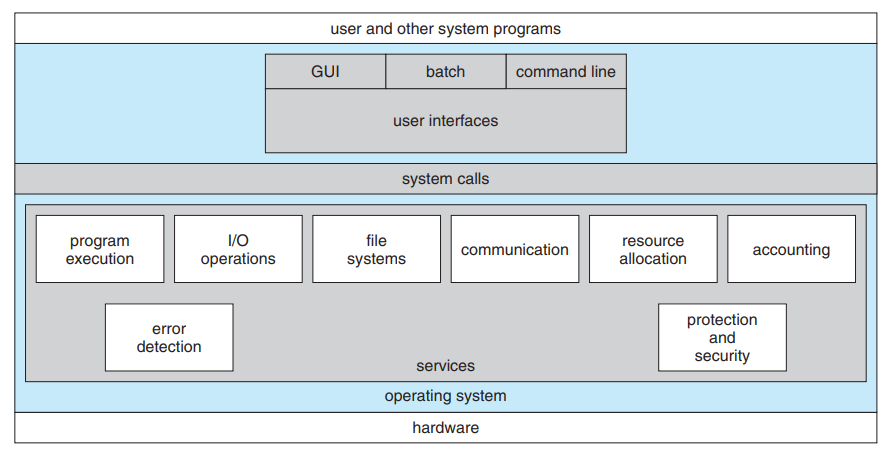 user and other system programs
GUI
batch
command line
user interfaces
system calls
program
execution
I/O
operations
file
systems
communication
resource
allocation
accounting
error
detection
protection
and
security
services
operating system
hardware